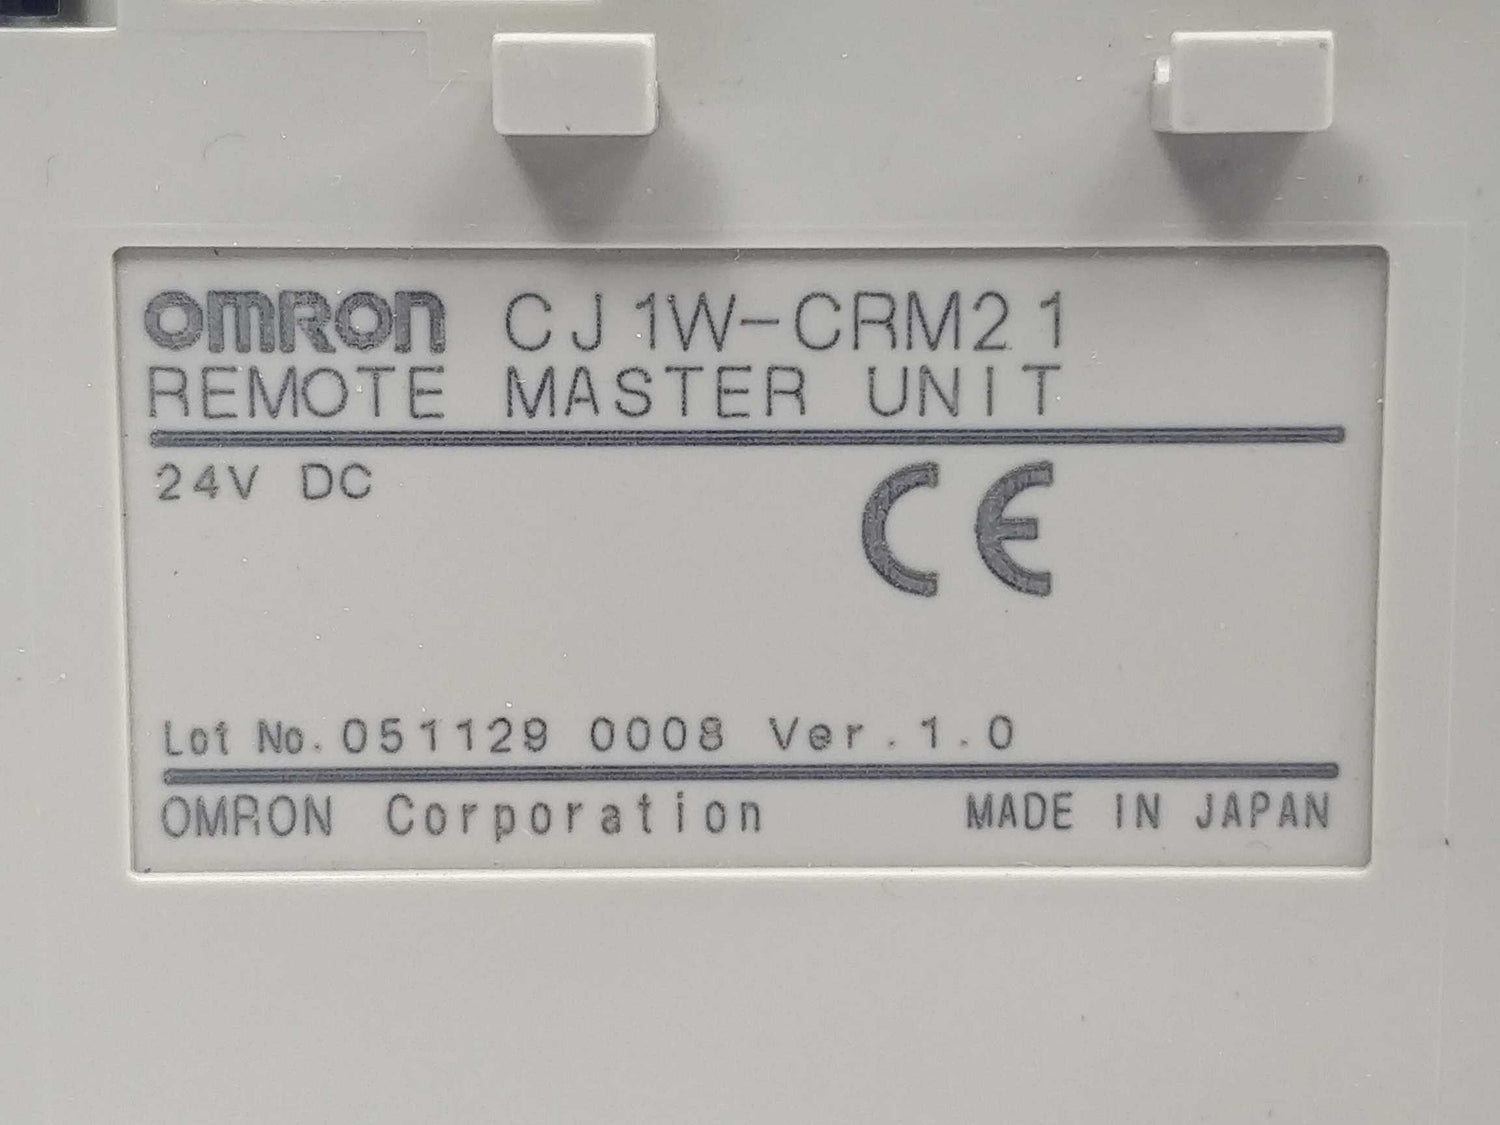 OMRON CJ1W-CRM21
REMOTE MASTER UNIT
24V DC
CE
Lot No. 051129 0008 Ver.1.0
OMRON Corporation MADE IN JAPAN